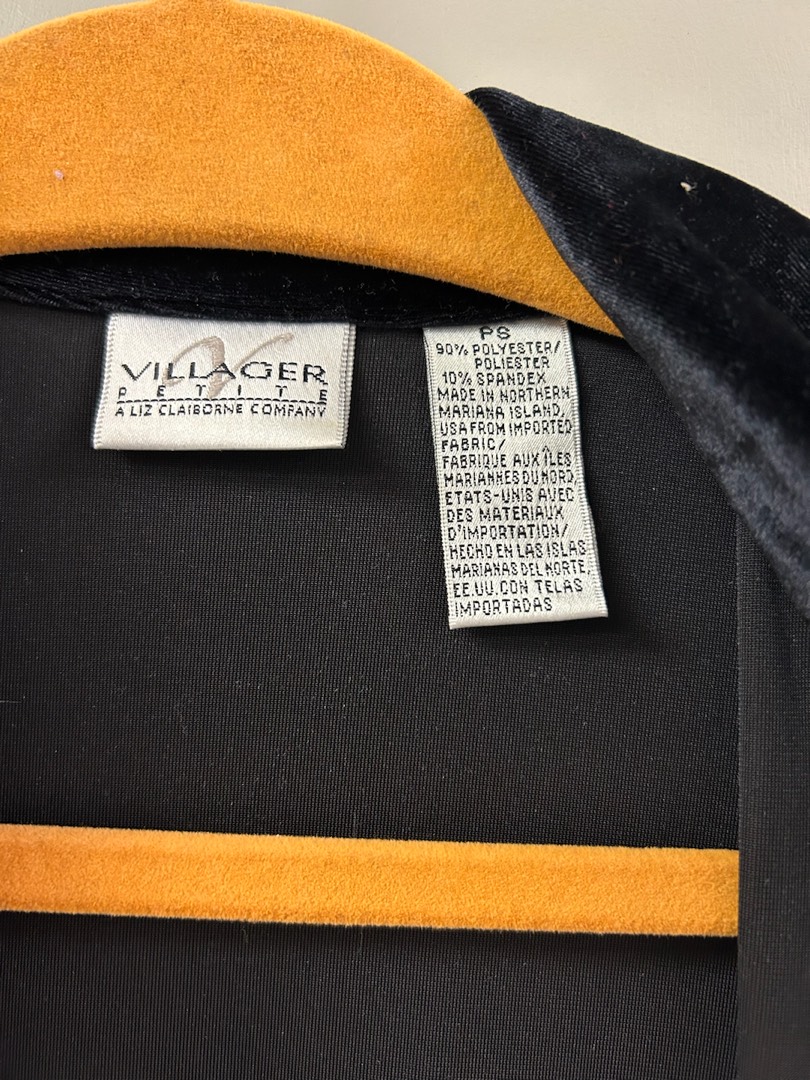 VILLAGER
PETITE
A LIZ CLAIBORNE COMPANY
PS
90% POLYESTER/
POLIESTER
10% SPANDEX
MADE IN NORTHERN
MARIANA ISLAND,
USA FROM IMPORTED
FABRIC/
FABRIQUE AUX ÎLES
MARIANNES DU NORD,
ETATS-UNIS AVEC
DES MATERIAUX
D'IMPORTATION/
HECHO EN LAS ISLAS
MARIANAS DEL NORTE,
EE.UU.CON TELAS
IMPORTADAS